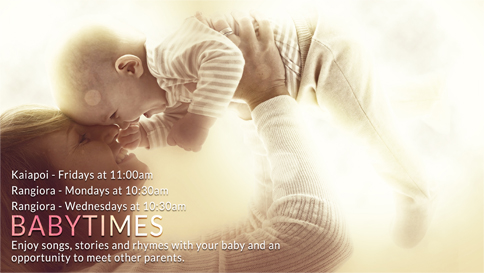 Kaiapoi - Fridays at 11:00am
Rangiora - Mondays at 10:30am
Rangiora - Wednesdays at 10:30am
BABYTIMES
Enjoy songs, stories and rhymes with your baby and an
opportunity to meet other parents.